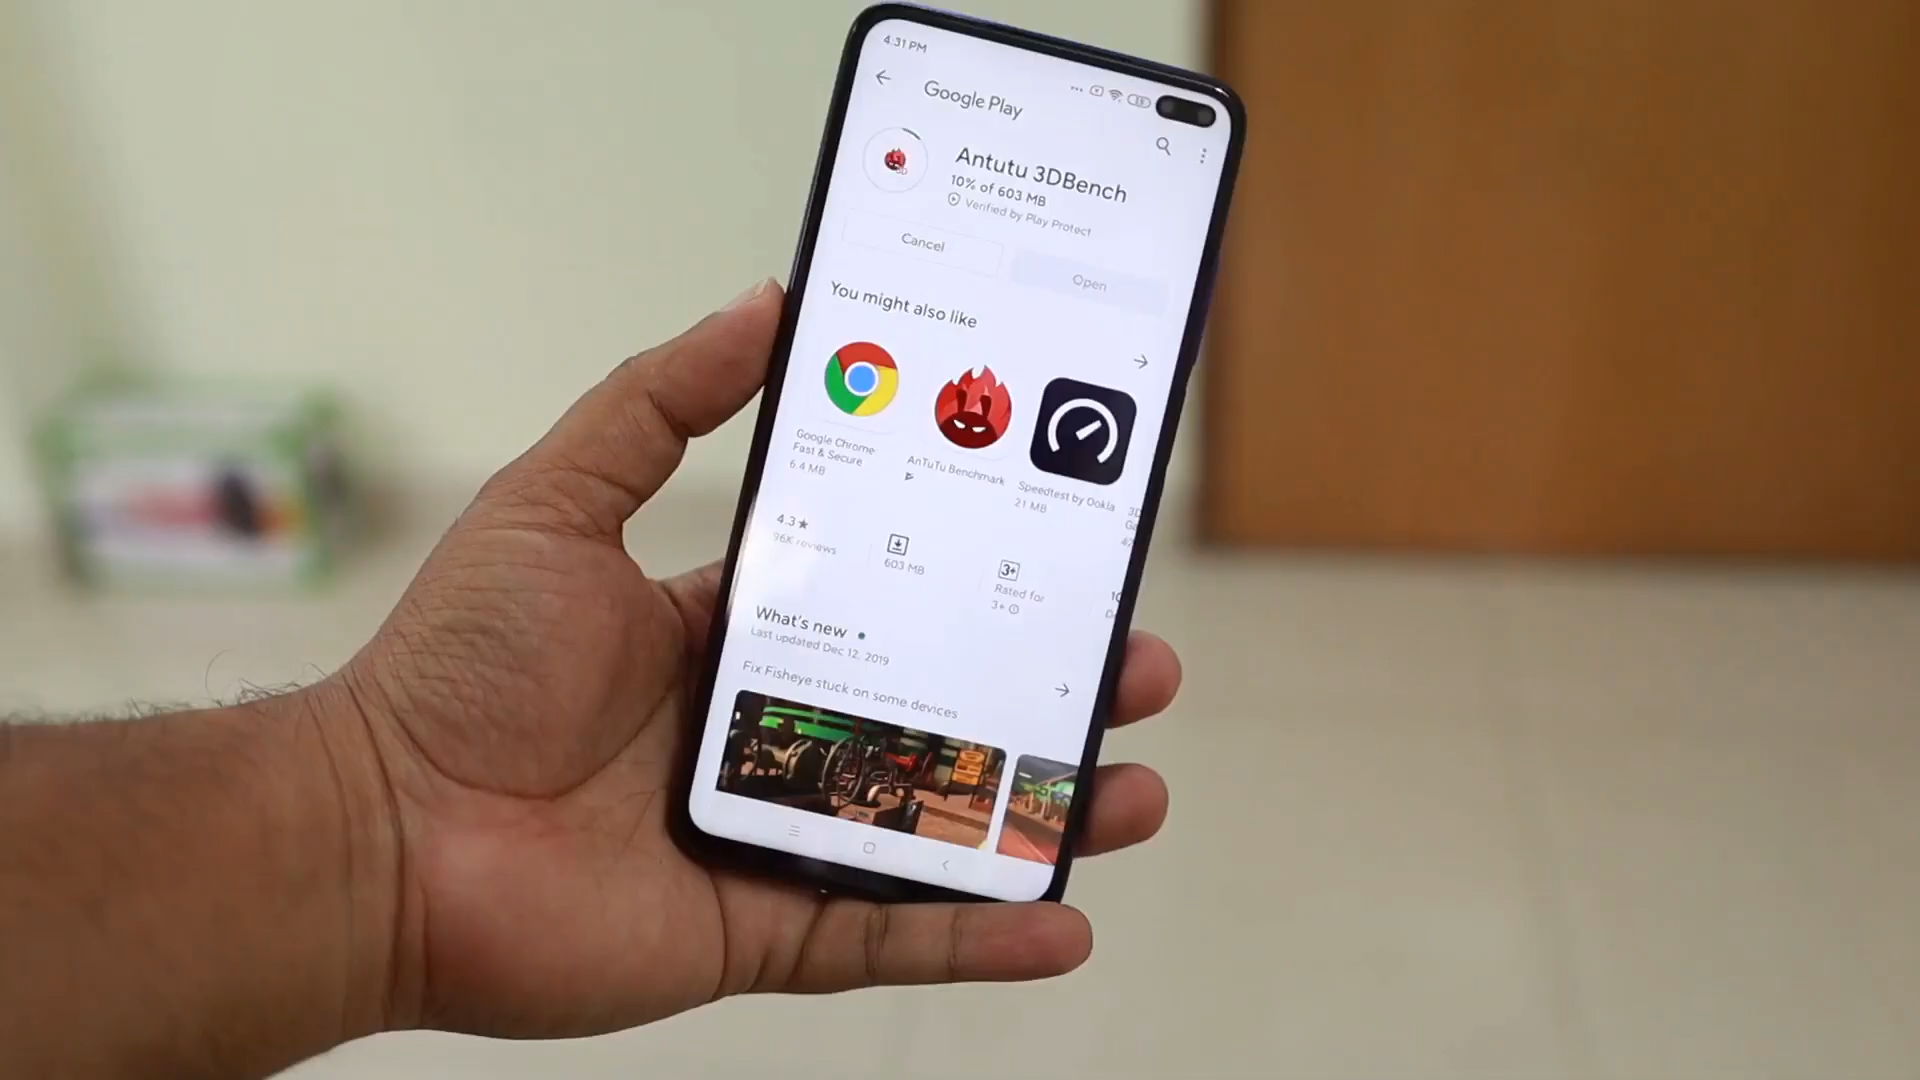 4:31 PM
Google Play
Antutu 3DBench
10% of 603 MB
Verified by Play Protect
Cancel
Open
You might also like
Google Chrome:
Fast & Secure
6.4 MB
AnTuTu Benchmark
Speedtest by Ookla
21 MB
3D
4.3★
96K reviews
603 MB
3+
Rated for
3+
What's new
Last updated Dec 12, 2019
Fix Fisheye stuck on some devices